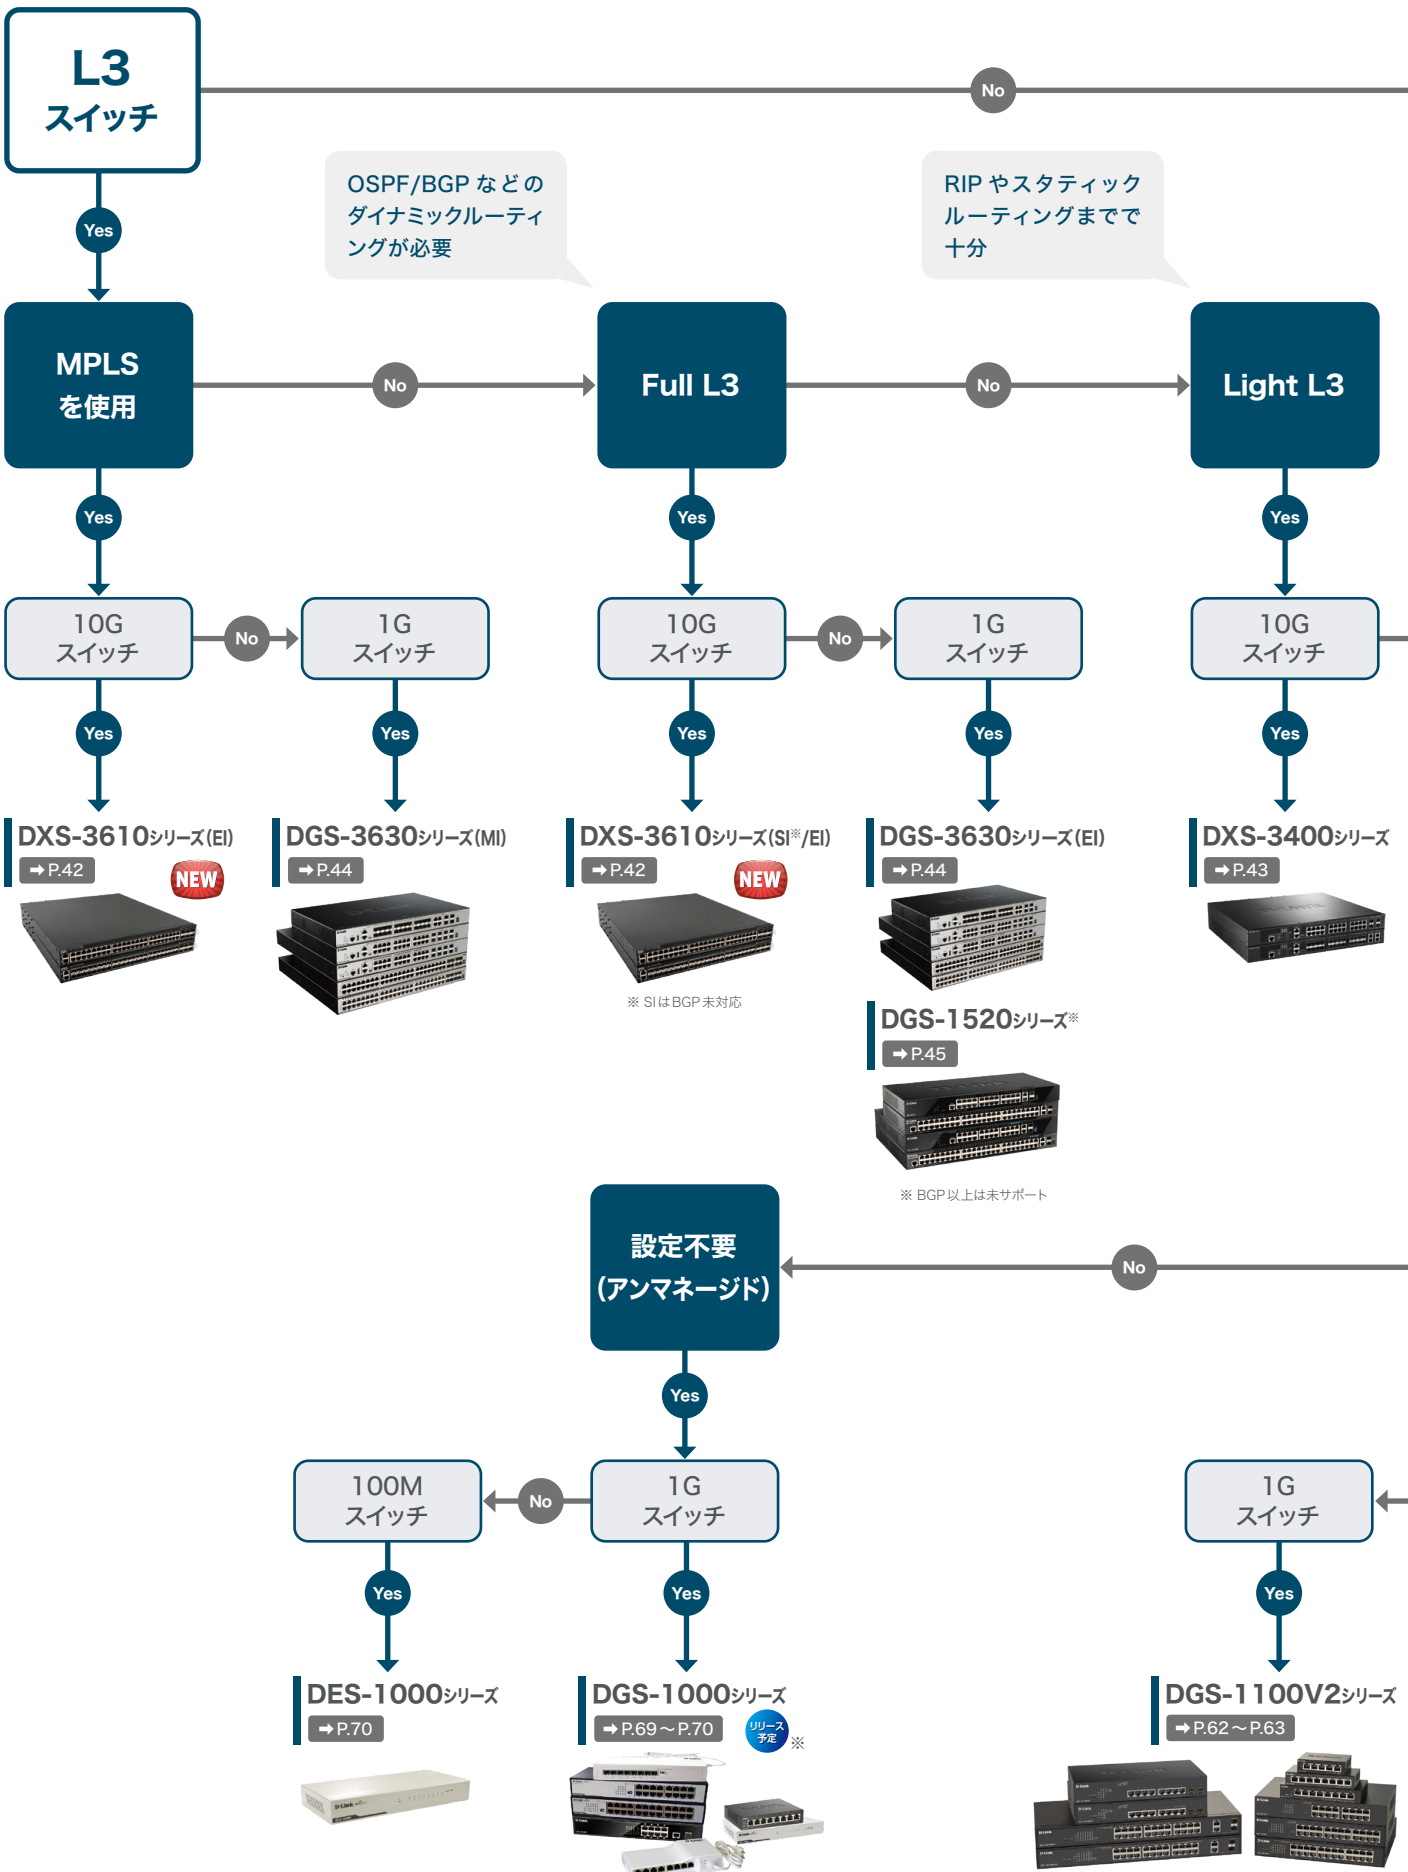 L3
スイッチ
No
OSPF/BGP などの
ダイナミックルーティ
ングが必要
RIP やスタティック
ルーティングまでで
十分
Yes
MPLS
を使用
No
Full L3
No
Light L3
Yes
Yes
Yes
10G
スイッチ
No
1G
スイッチ
10G
スイッチ
No
1G
スイッチ
10G
スイッチ
Yes
Yes
Yes
Yes
Yes
DXS-3610シリーズ(EI)
➡P.42
NEW
DGS-3630シリーズ(MI)
➡P.44
DXS-3610シリーズ(SI※/EI)
➡P.42
NEW
※ SIはBGP未対応
DGS-3630シリーズ(EI)
➡P.44
DXS-3400シリーズ
➡P.43
DGS-1520シリーズ※
➡P.45
※ BGP以上は未サポート
設定不要
(アンマネージド)
No
Yes
100M
スイッチ
No
1G
スイッチ
1G
スイッチ
Yes
Yes
Yes
DES-1000シリーズ
➡P.70
DGS-1000シリーズ
➡P.69～P.70
リリース
予定
※
DGS-1100V2シリーズ
➡P.62～P.63